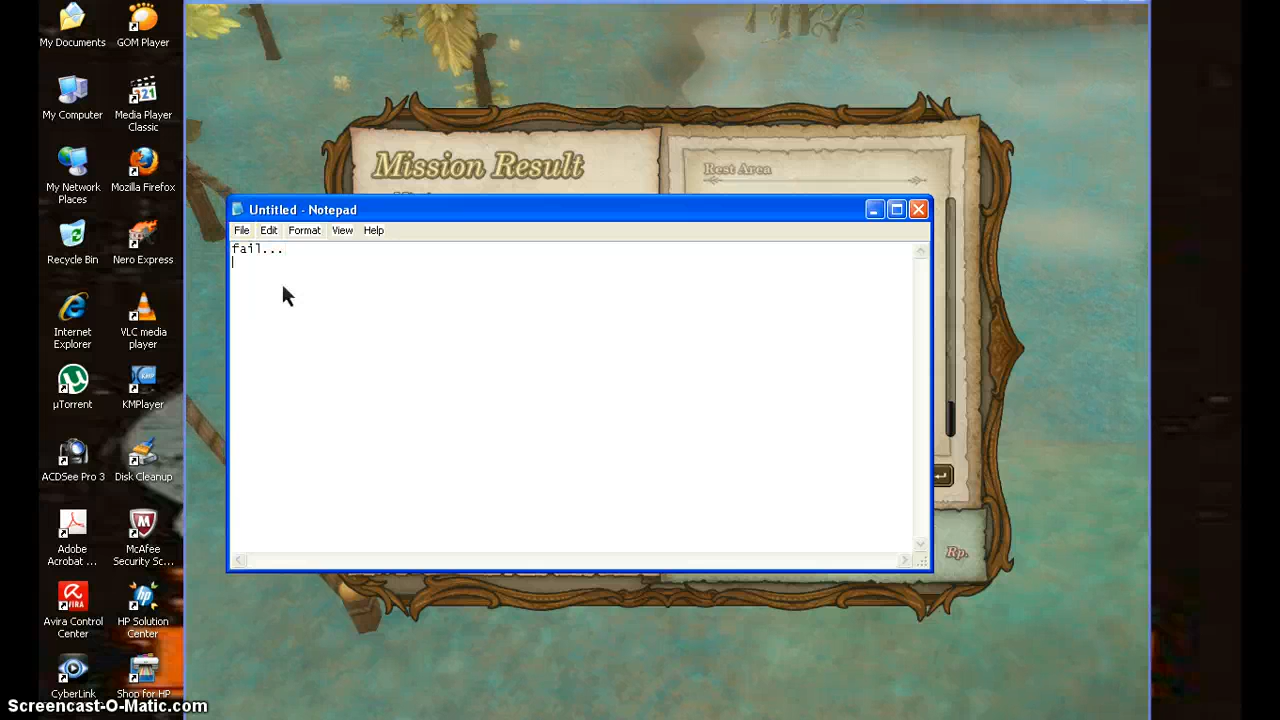 My Documents
GOM Player
My Computer
Media Player
Classic
My Network
Places
Mozilla Firefox
Recycle Bin
Nero Express
Internet
Explorer
VLC media
player
µTorrent
KMPlayer
ACDSee Pro 3
Disk Cleanup
Adobe
Acrobat ...
McAfee
Security Sc...
Avira Control
Center
HP Solution
Center
CyberLink
Shop for HP
Mission Result
Rest Area
Untitled - Notepad
File Edit Format View Help
fail...
Rp.
Screencast-O-Matic.com